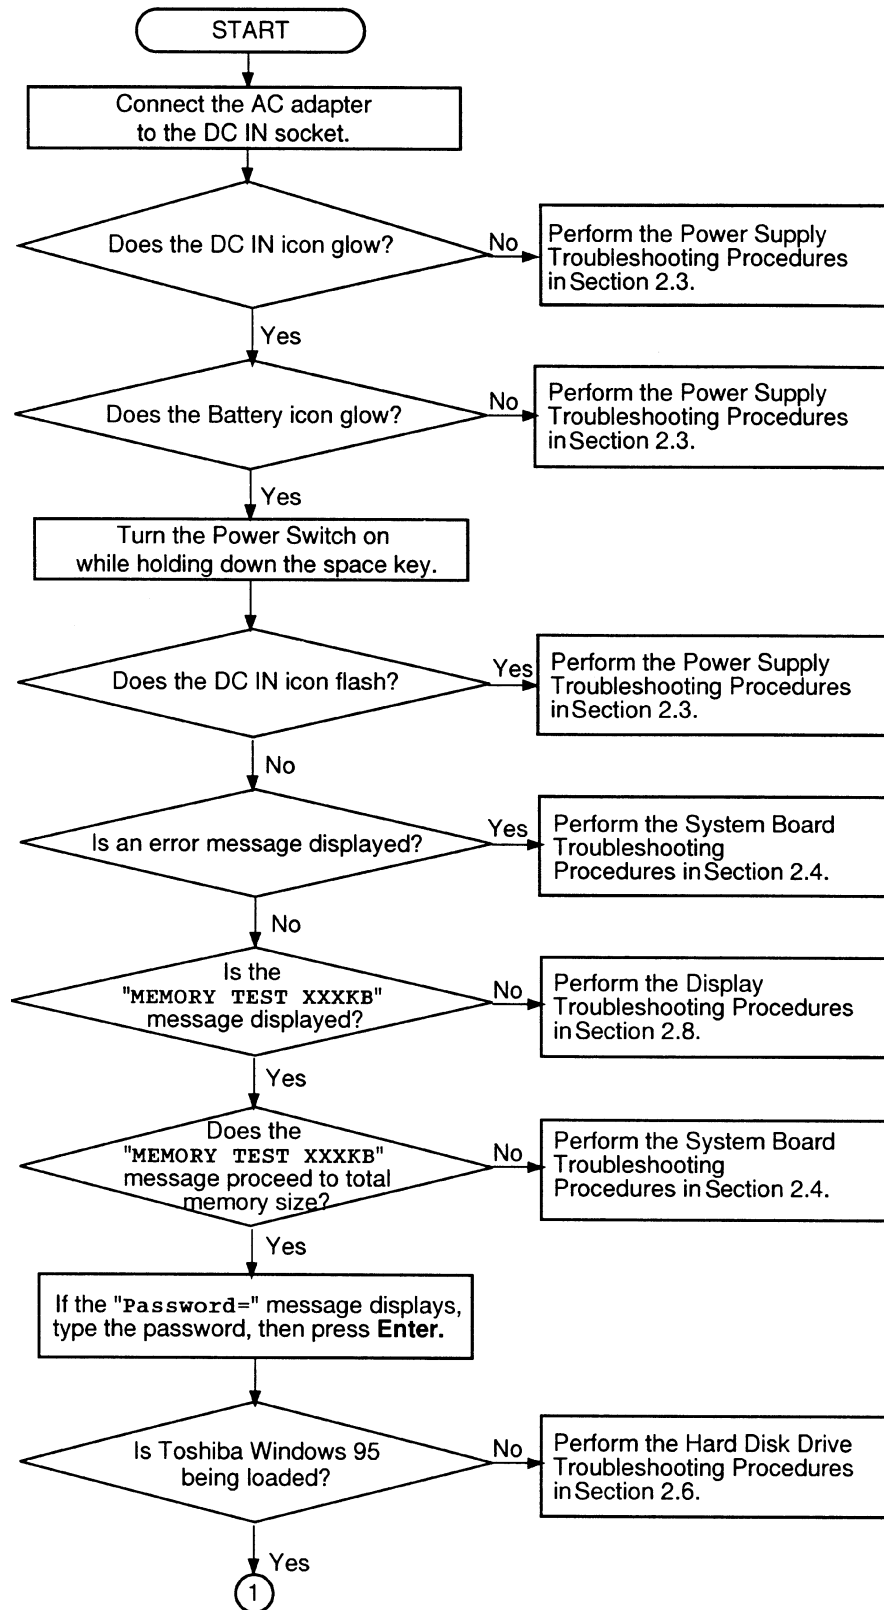 START
Connect the AC adapter
to the DC IN socket.
Does the DC IN icon glow?
No
Perform the Power Supply
Troubleshooting Procedures
in Section 2.3.
Yes
Does the Battery icon glow?
No
Perform the Power Supply
Troubleshooting Procedures
in Section 2.3.
Yes
Turn the Power Switch on
while holding down the space key.
Does the DC IN icon flash?
Yes
Perform the Power Supply
Troubleshooting Procedures
in Section 2.3.
No
Is an error message displayed?
Yes
Perform the System Board
Troubleshooting
Procedures in Section 2.4.
No
Is the
"MEMORY TEST XXXKB"
message displayed?
No
Perform the Display
Troubleshooting Procedures
in Section 2.8.
Yes
Does the
"MEMORY TEST XXXKB"
message proceed to total
memory size?
No
Perform the System Board
Troubleshooting
Procedures in Section 2.4.
Yes
If the "Password=" message displays,
type the password, then press Enter.
Is Toshiba Windows 95
being loaded?
No
Perform the Hard Disk Drive
Troubleshooting Procedures
in Section 2.6.
Yes
1